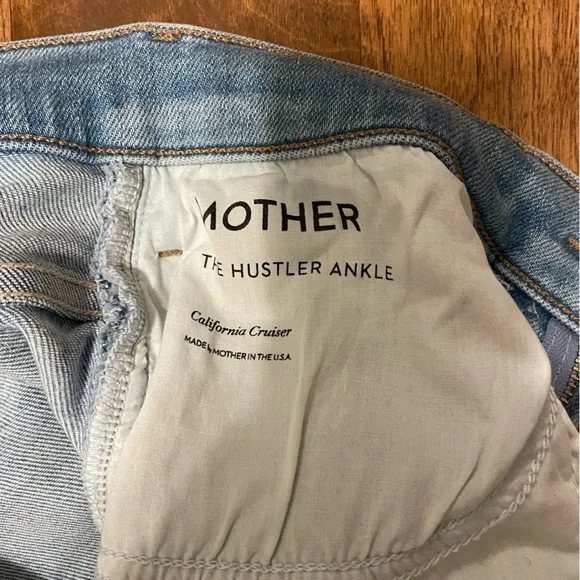 MOTHER
THE HUSTLER ANKLE
California Cruiser
MADE by MOTHER IN THE U.S.A.